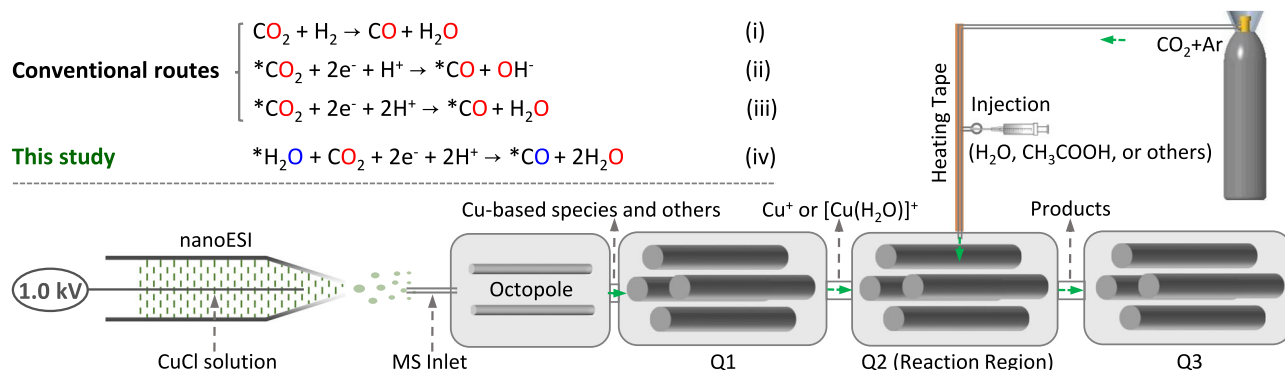 CO₂ + H₂ → CO + H₂O (i)
Conventional routes
*CO₂ + 2e⁻ + H⁺ → *CO + OH⁻ (ii)
*CO₂ + 2e⁻ + 2H⁺ → *CO + H₂O (iii)
This study
*H₂O + CO₂ + 2e⁻ + 2H⁺ → *CO + 2H₂O (iv)
CO₂+Ar
Heating Tape
Injection
(H₂O, CH₃COOH, or others)
Cu-based species and others
Cu⁺ or [Cu(H₂O)]⁺
Products
nanoESI
1.0 kV
Octopole
CuCl solution
MS Inlet
Q1
Q2 (Reaction Region)
Q3